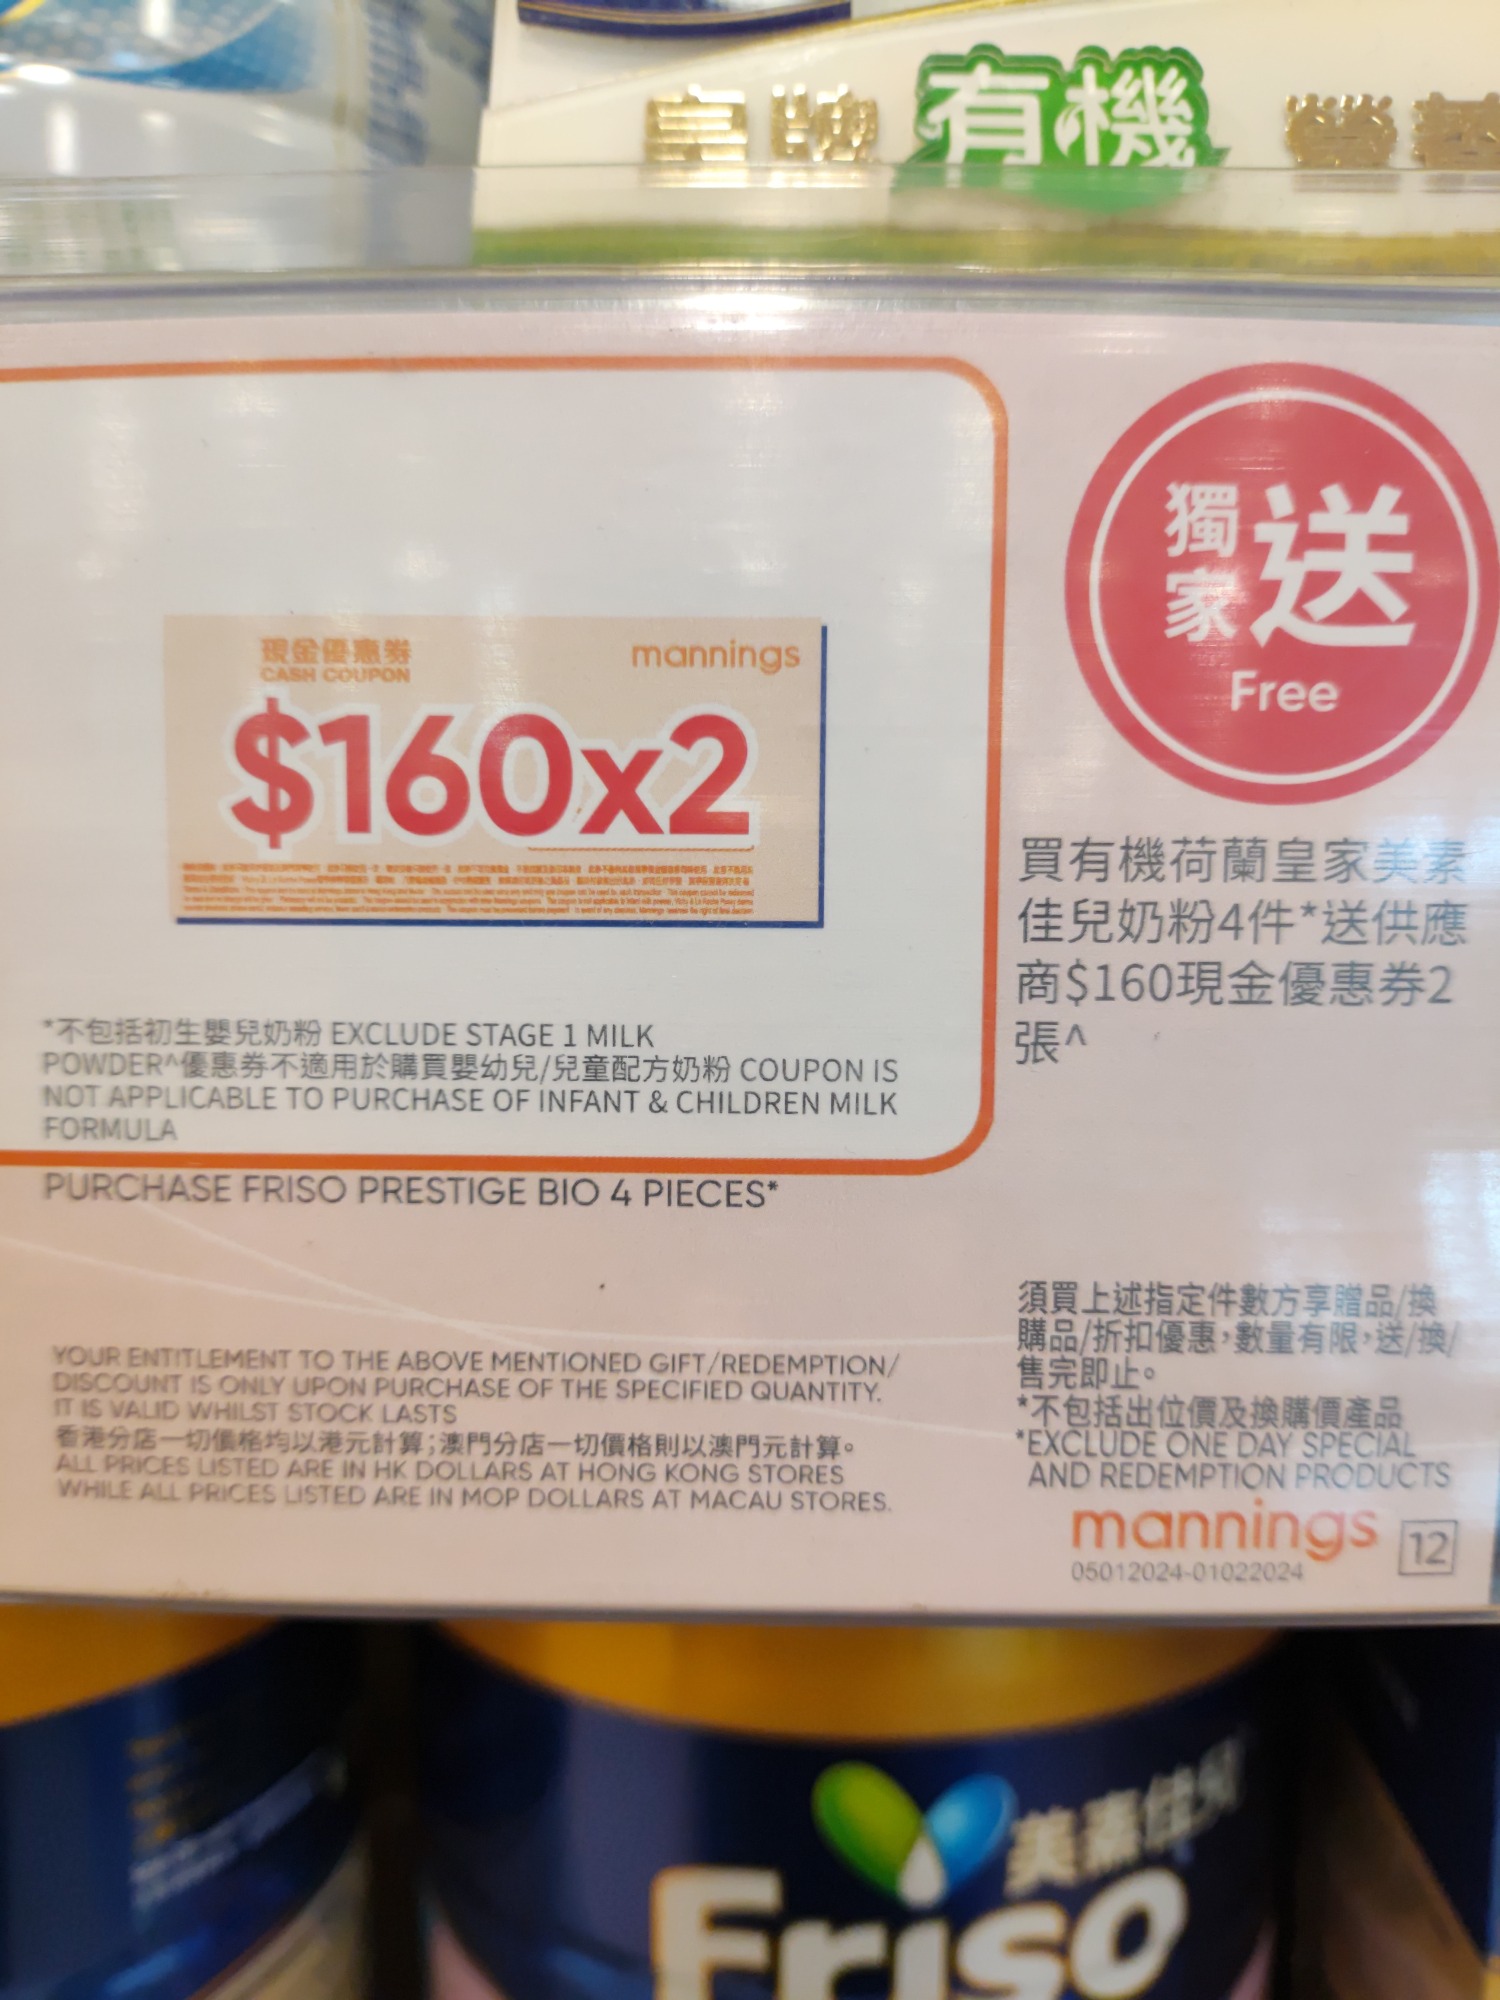 皇牌有機營養
現金優惠券
CASH COUPON
mannings
$160x2
*不包括初生嬰兒奶粉 EXCLUDE STAGE 1 MILK
POWDER^優惠券不適用於購買嬰幼兒/兒童配方奶粉 COUPON IS
NOT APPLICABLE TO PURCHASE OF INFANT & CHILDREN MILK
FORMULA
PURCHASE FRISO PRESTIGE BIO 4 PIECES*
獨家送
Free
買有機荷蘭皇家美素
佳兒奶粉4件*送供應
商$160現金優惠券2
張^
YOUR ENTITLEMENT TO THE ABOVE MENTIONED GIFT/REDEMPTION/
DISCOUNT IS ONLY UPON PURCHASE OF THE SPECIFIED QUANTITY.
IT IS VALID WHILST STOCK LASTS
香港分店一切價格均以港元計算;澳門分店一切價格則以澳門元計算。
ALL PRICES LISTED ARE IN HK DOLLARS AT HONG KONG STORES
WHILE ALL PRICES LISTED ARE IN MOP DOLLARS AT MACAU STORES.
須買上述指定件數方享贈品/換
購品/折扣優惠,數量有限,送/換/
售完即止。
*不包括出位價及換購價產品
*EXCLUDE ONE DAY SPECIAL
AND REDEMPTION PRODUCTS
mannings 12
05012024-01022024
美素佳兒
Friso